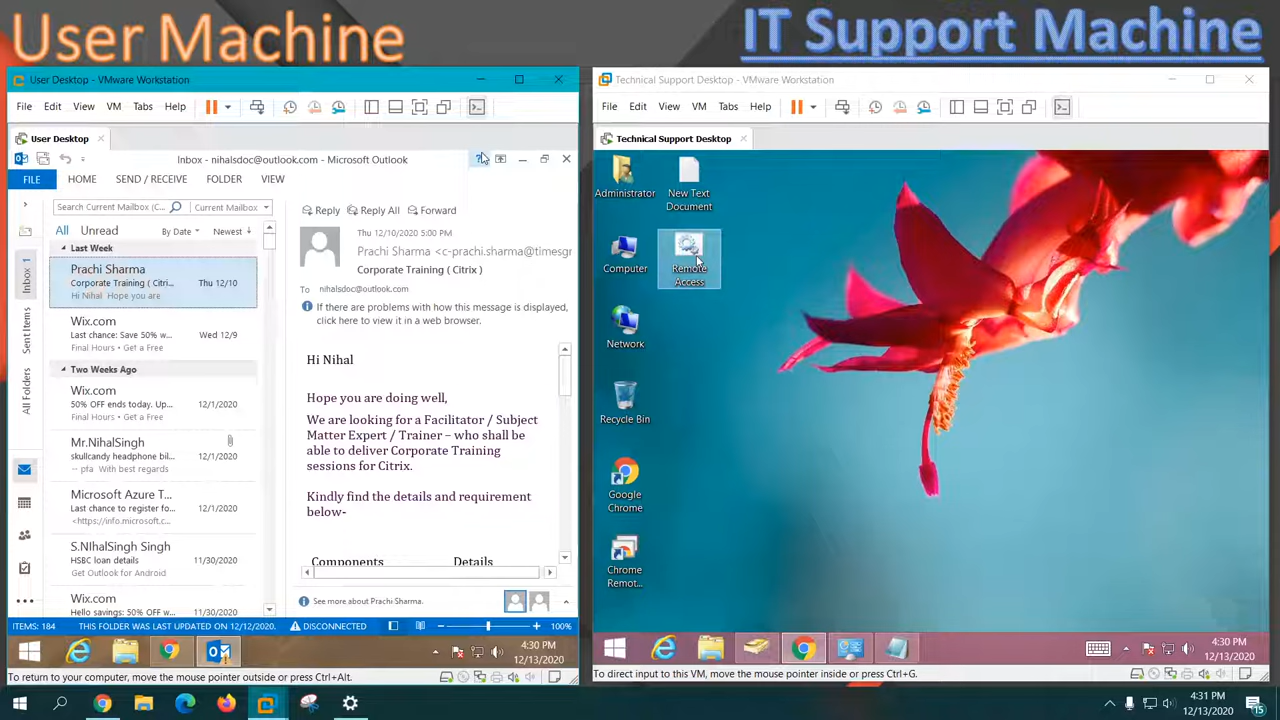 User Machine
IT Support Machine
User Desktop - VMware Workstation
File Edit View VM Tabs Help
User Desktop
Inbox - nihalsdoc@outlook.com - Microsoft Outlook
?
FILE HOME SEND / RECEIVE FOLDER VIEW
Search Current Mailbox (C... Current Mailbox
All Unread By Date Newest
Last Week
Prachi Sharma
Corporate Training ( Citri... Thu 12/10
Hi Nihal Hope you are
Wix.com
Last chance: Save 50% w... Wed 12/9
Final Hours • Get a Free
Two Weeks Ago
Wix.com
50% OFF ends today. Up... 12/1/2020
Final Hours • Get a Free
Mr.NihalSingh
skullcandy headphone bil... 12/1/2020
-- pfa With best regards
Microsoft Azure T...
Last chance to register fo... 12/1/2020
<https://info.microsoft.c...
S.NIhalSingh Singh
HSBC loan details 11/30/2020
Get Outlook for Android
Wix.com
Hello savings: 50% OFF w... 11/30/2020
Inbox 1
Sent Items
All Folders
Reply Reply All Forward
Thu 12/10/2020 5:00 PM
Prachi Sharma <c-prachi.sharma@timesgr
Corporate Training ( Citrix )
To nihalsdoc@outlook.com
If there are problems with how this message is displayed,
click here to view it in a web browser.
Hi Nihal
Hope you are doing well,
We are looking for a Facilitator / Subject
Matter Expert / Trainer – who shall be
able to deliver Corporate Training
sessions for Citrix.
Kindly find the details and requirement
below-
Components Details
See more about Prachi Sharma.
ITEMS: 184 THIS FOLDER WAS LAST UPDATED ON 12/12/2020. DISCONNECTED 100%
4:30 PM
12/13/2020
To return to your computer, move the mouse pointer outside or press Ctrl+Alt.
Technical Support Desktop - VMware Workstation
File Edit View VM Tabs Help
Technical Support Desktop
Administrator
New Text
Document
Computer
Remote
Access
Network
Recycle Bin
Google
Chrome
Chrome
Remot...
4:30 PM
12/13/2020
To direct input to this VM, move the mouse pointer inside or press Ctrl+G.
4:31 PM
12/13/2020
15